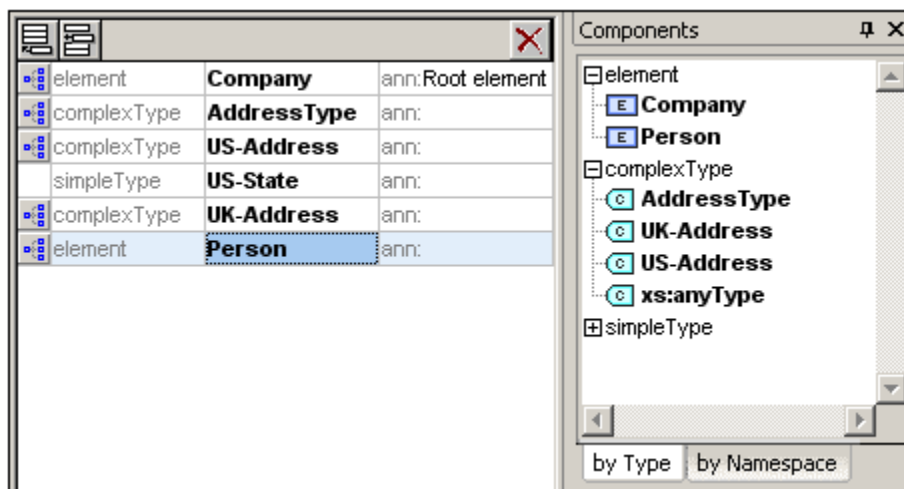 element Company ann:Root element
complexType AddressType ann:
complexType US-Address ann:
simpleType US-State ann:
complexType UK-Address ann:
element Person ann:
Components
element
E Company
E Person
complexType
C AddressType
C UK-Address
C US-Address
C xs:anyType
simpleType
by Type by Namespace